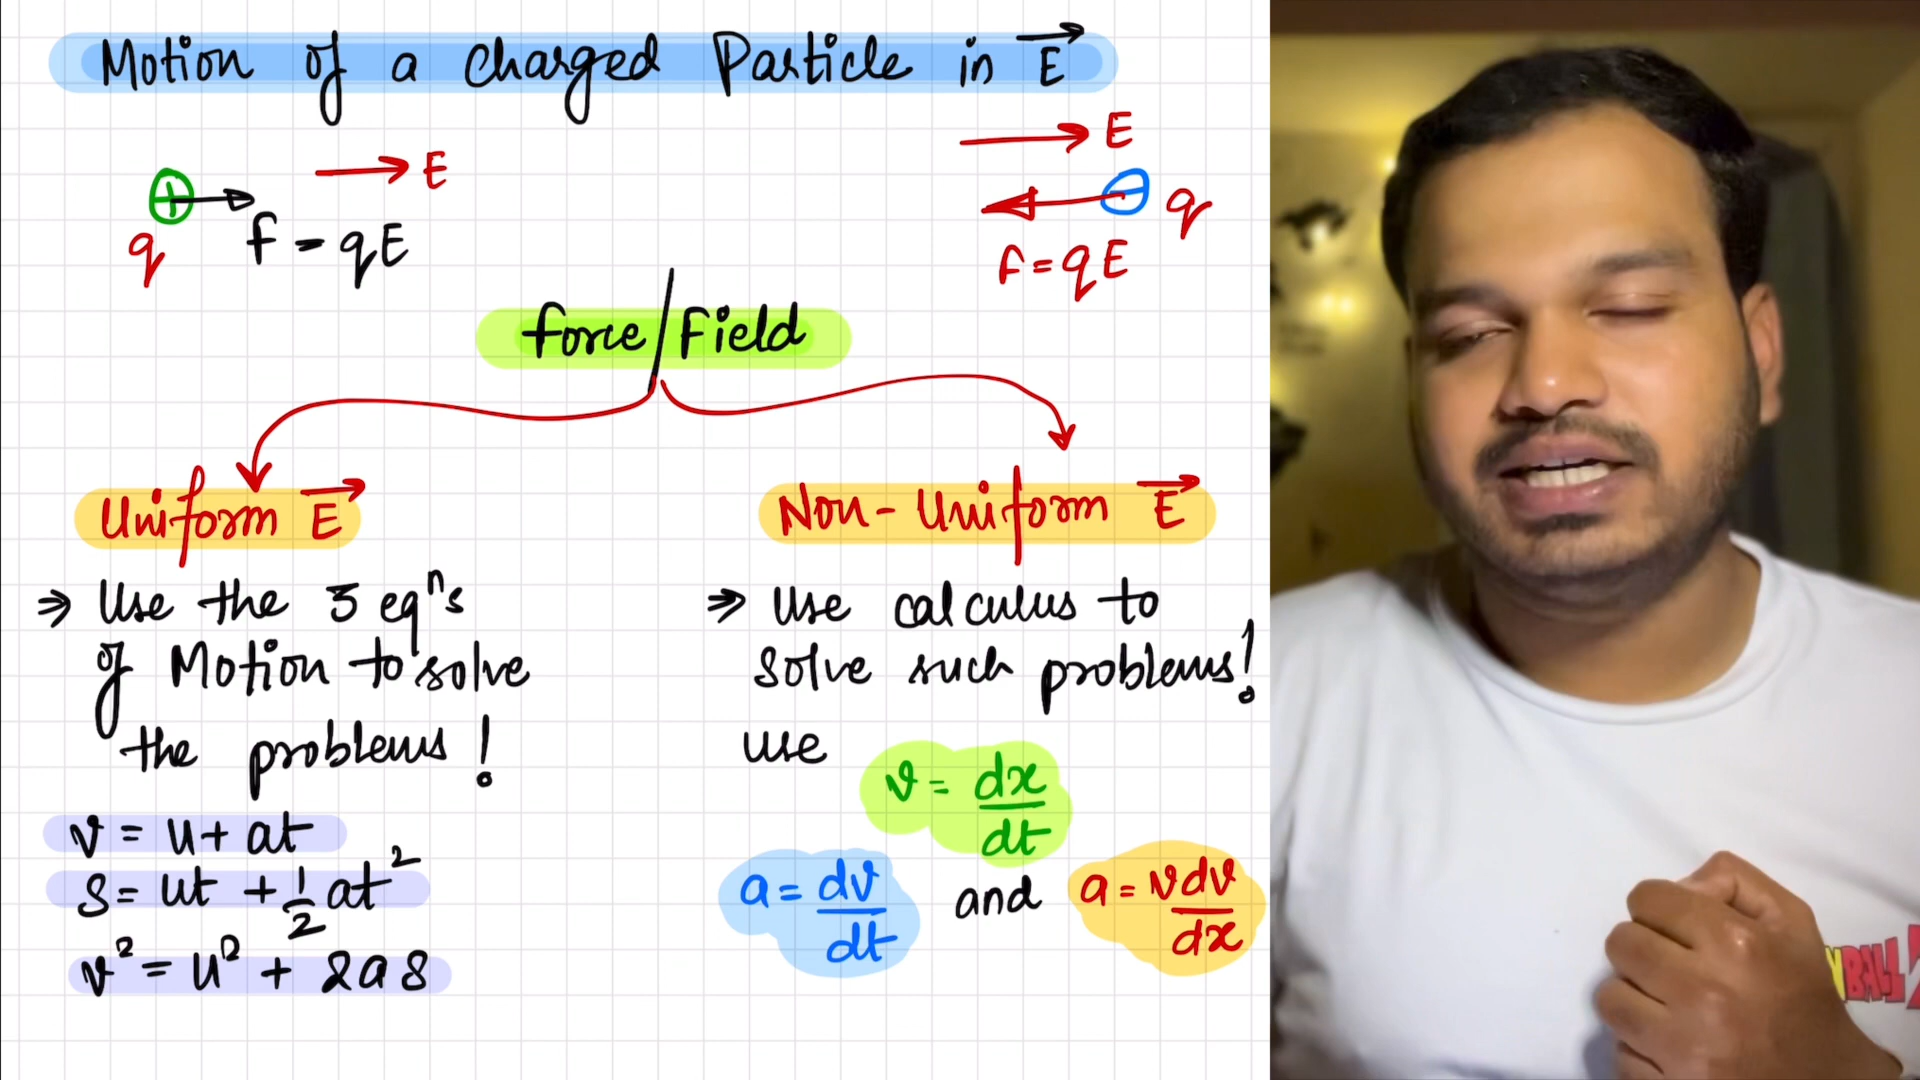 Motion of a Charged Particle in E
E
q
F = qE
E
q
F = qE
force/Field
Uniform E
Non-Uniform E
⇒ Use the 3 eqⁿs
of Motion to solve
the problems!
v = u + at
s = ut + 1/2 at²
v² = u² + 2as
⇒ Use calculus to
solve such problems!
use
v = dx/dt
a = dv/dt and a = vdv/dx
NBALL Z